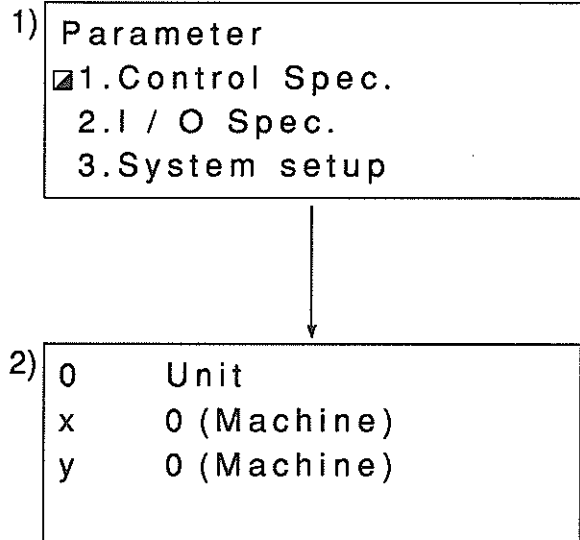 1)
Parameter
1.Control Spec.
2.I / O Spec.
3.System setup
2)
0 Unit
x 0 (Machine)
y 0 (Machine)